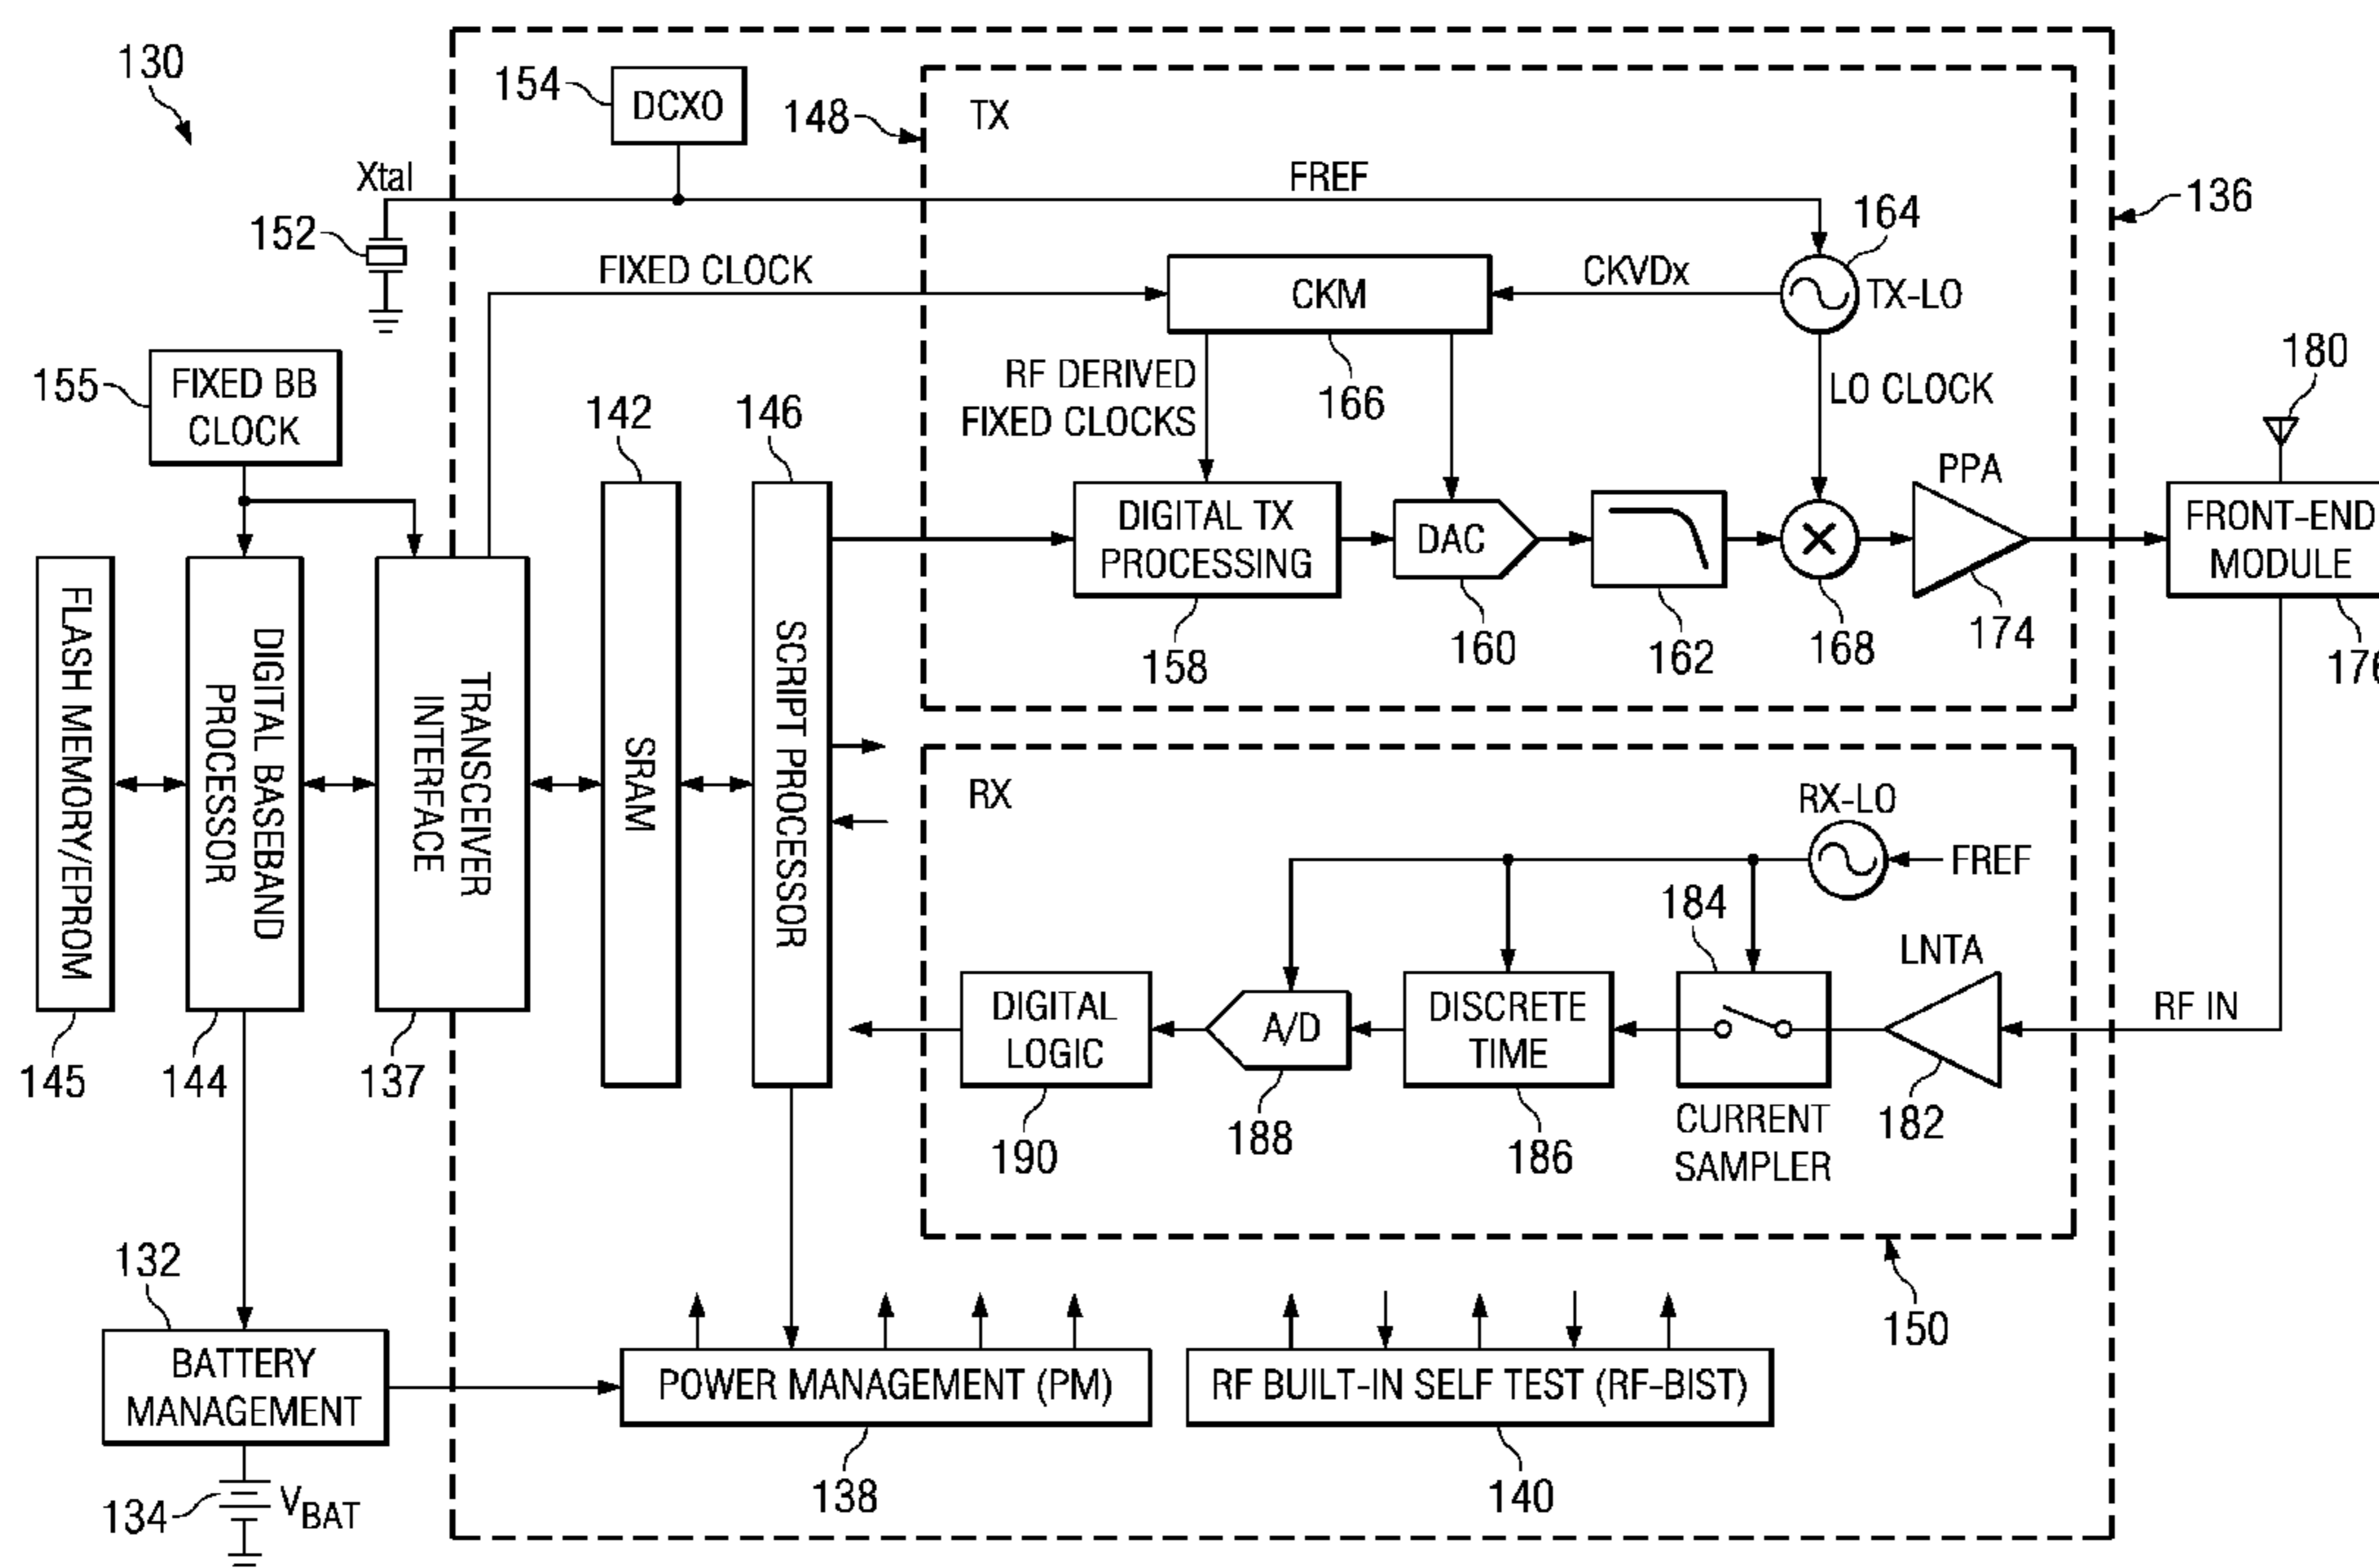 130
154
DCXO
148
TX
Xtal
FREF
136
152
164
FIXED CLOCK
CKM
CKVDx
TX-LO
155
FIXED BB
CLOCK
142
146
RF DERIVED
FIXED CLOCKS
166
LO CLOCK
180
PPA
DIGITAL TX
PROCESSING
DAC
FRONT-END
MODULE
158
160
162
168
174
176
FLASH MEMORY/EPROM
DIGITAL BASEBAND
PROCESSOR
TRANSCEIVER
INTERFACE
SRAM
SCRIPT PROCESSOR
RX
RX-LO
FREF
184
LNTA
RF IN
DIGITAL
LOGIC
A/D
DISCRETE
TIME
145
144
137
190
188
186
CURRENT
SAMPLER
182
132
150
BATTERY
MANAGEMENT
POWER MANAGEMENT (PM)
RF BUILT-IN SELF TEST (RF-BIST)
134
VBAT
138
140